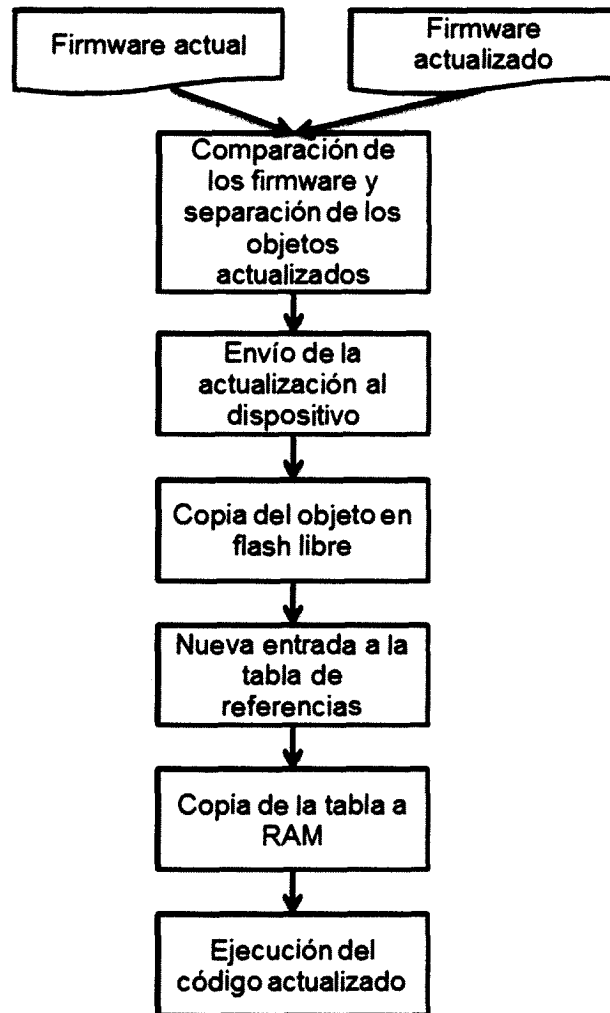 Firmware actual
Firmware
actualizado
Comparación de
los firmware y
separación de los
objetos
actualizados
Envío de la
actualización al
dispositivo
Copia del objeto en
flash libre
Nueva entrada a la
tabla de
referencias
Copia de la tabla a
RAM
Ejecución del
código actualizado